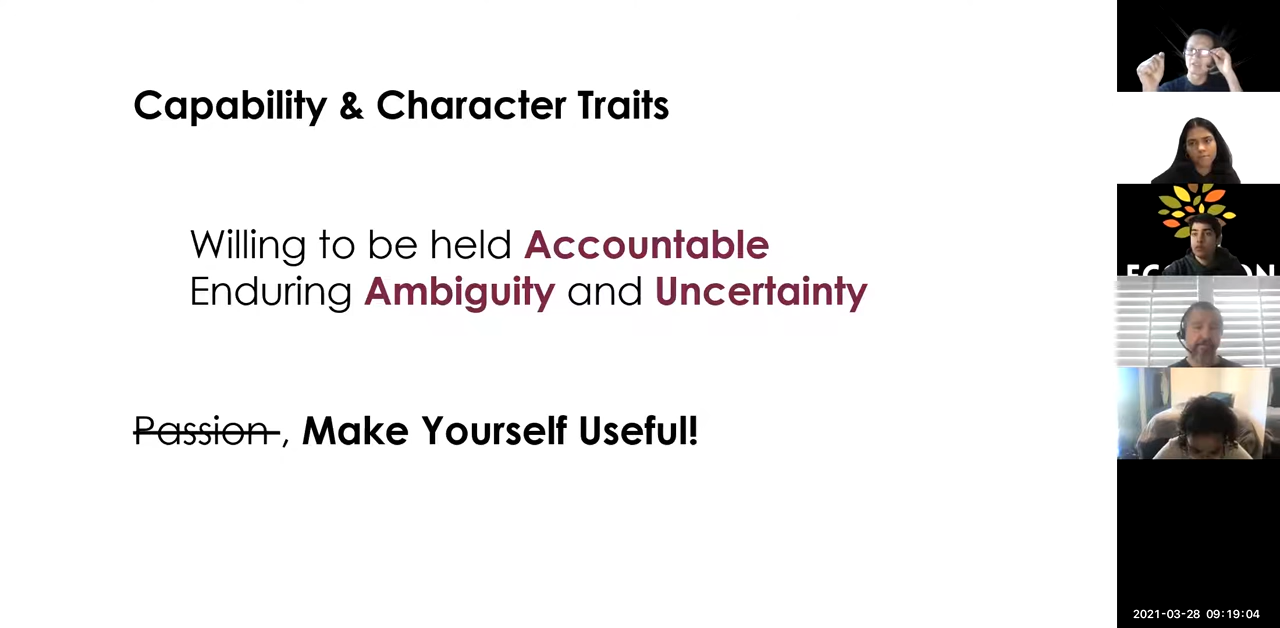 Capability & Character Traits
Willing to be held Accountable
Enduring Ambiguity and Uncertainty
Passion , Make Yourself Useful!
2021-03-28 09:19:04